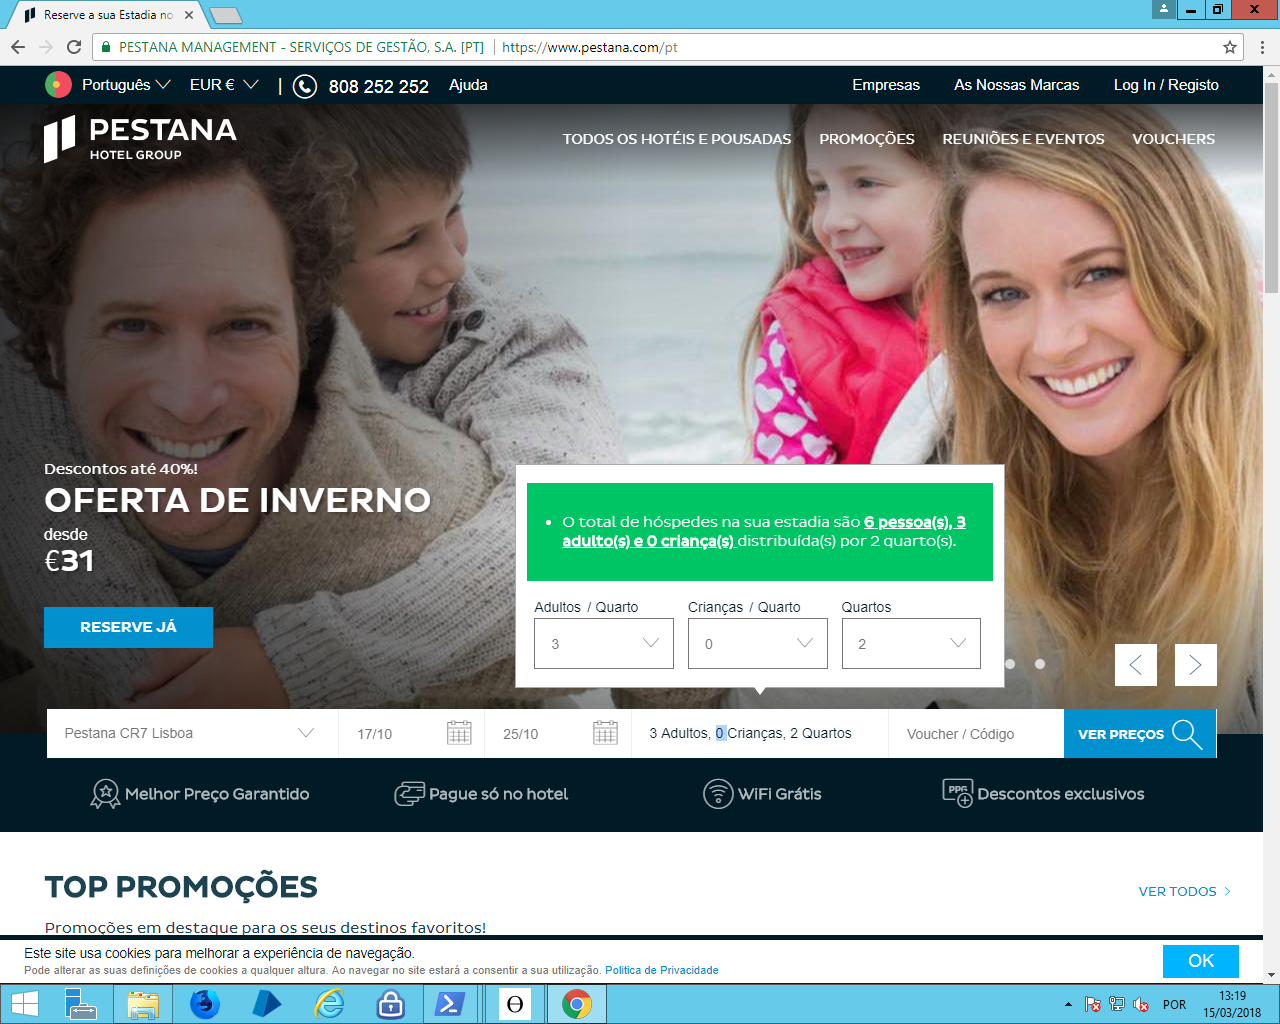 Reserve a sua Estadia no
PESTANA MANAGEMENT - SERVIÇOS DE GESTÃO, S.A. [PT]
https://www.pestana.com/pt
Português
EUR €
|
808 252 252
Ajuda
Empresas
As Nossas Marcas
Log In / Registo
PESTANA
HOTEL GROUP
TODOS OS HOTÉIS E POUSADAS
PROMOÇÕES
REUNIÕES E EVENTOS
VOUCHERS
Descontos até 40%!
OFERTA DE INVERNO
desde
€31
RESERVE JÁ
O total de hóspedes na sua estadia são 6 pessoa(s), 3
adulto(s) e 0 criança(s) distribuída(s) por 2 quarto(s).
Adultos / Quarto
Crianças / Quarto
Quartos
3
0
2
Pestana CR7 Lisboa
17/10
25/10
3 Adultos, 0 Crianças, 2 Quartos
Voucher / Código
VER PREÇOS
Melhor Preço Garantido
Pague só no hotel
WiFi Grátis
PPG
Descontos exclusivos
TOP PROMOÇÕES
VER TODOS
Promoções em destaque para os seus destinos favoritos!
Este site usa cookies para melhorar a experiência de navegação.
Pode alterar as suas definições de cookies a qualquer altura. Ao navegar no site estará a consentir a sua utilização. Politica de Privacidade
OK
POR
13:19
15/03/2018